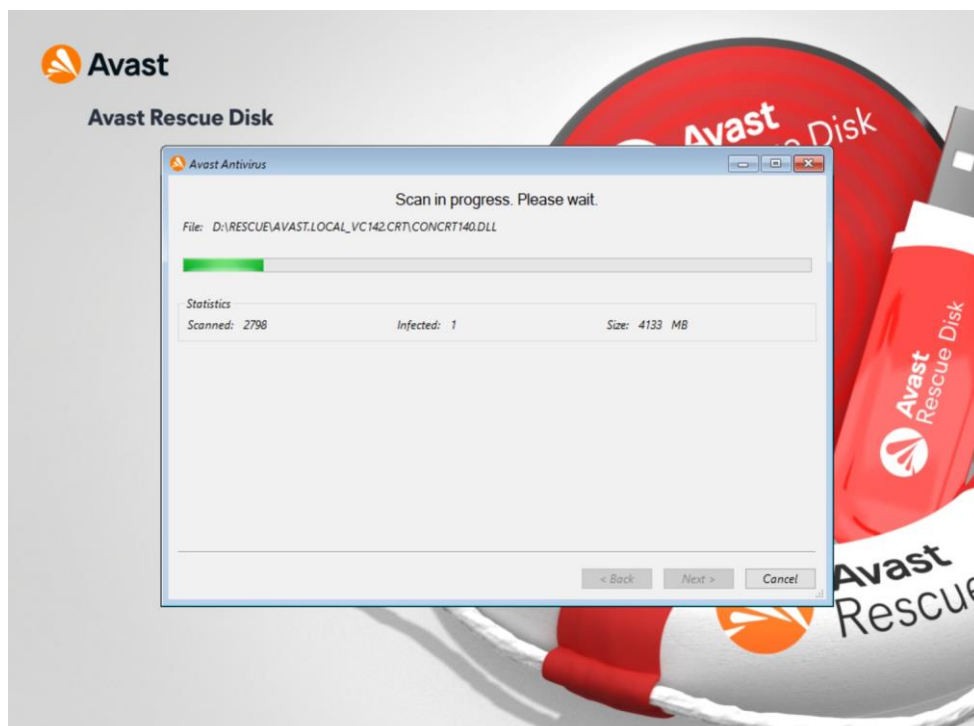 Avast
Avast Rescue Disk
Avast
Disk
Avast Antivirus
Scan in progress. Please wait.
File: D:\RESCUE\AVAST.LOCAL_VC142.CRT\CONCRT140.DLL
Statistics
Scanned: 2798 Infected: 1 Size: 4133 MB
Avast
Rescue Disk
< Back Next > Cancel
Avast
Rescue